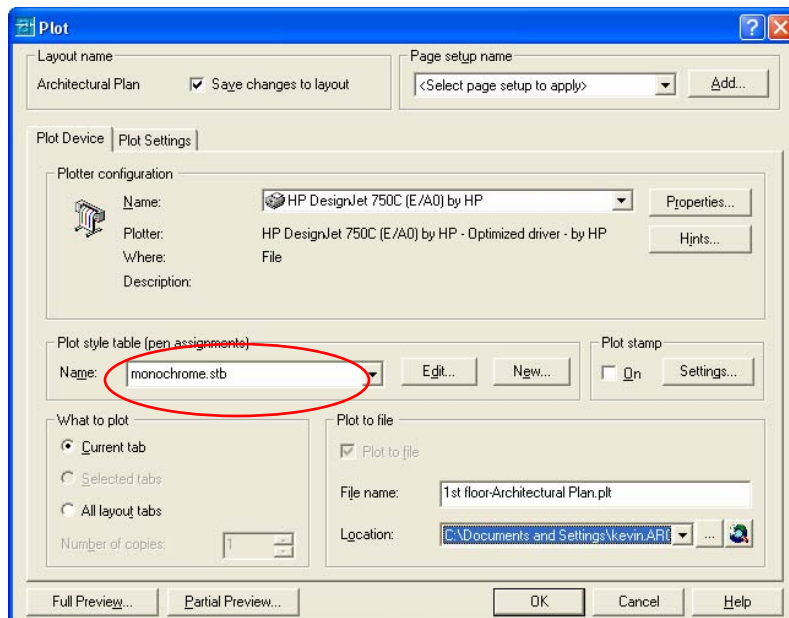 Plot
Layout name
Architectural Plan
Save changes to layout
Page setup name
<Select page setup to apply>
Add...
Plot Device
Plot Settings
Plotter configuration
Name:
HP DesignJet 750C (E/A0) by HP
Properties...
Plotter:
HP DesignJet 750C (E/A0) by HP - Optimized driver - by HP
Hints...
Where:
File
Description:
Plot style table (pen assignments)
Name:
monochrome.stb
Edit...
New...
Plot stamp
On
Settings...
What to plot
Current tab
Selected tabs
All layout tabs
Number of copies:
1
Plot to file
Plot to file
File name:
1st floor-Architectural Plan.plt
Location:
C:\Documents and Settings\kevin.ARC
...
Full Preview...
Partial Preview...
OK
Cancel
Help